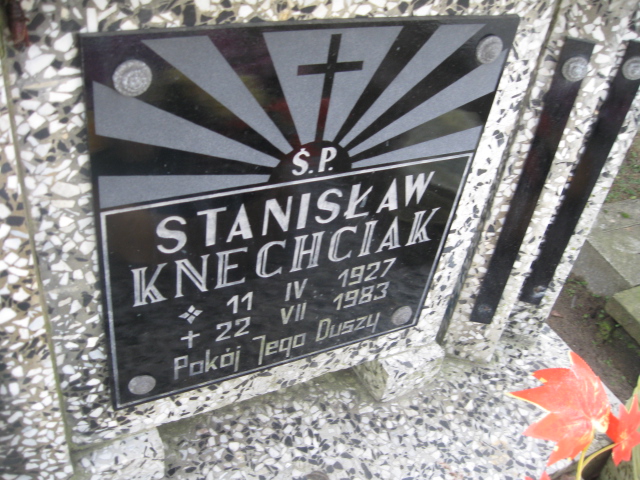 Ś.P.
STANISŁAW
KNECHCIAK
11 IV 1927
+ 22 VII 1983
Pokój Jego Duszy